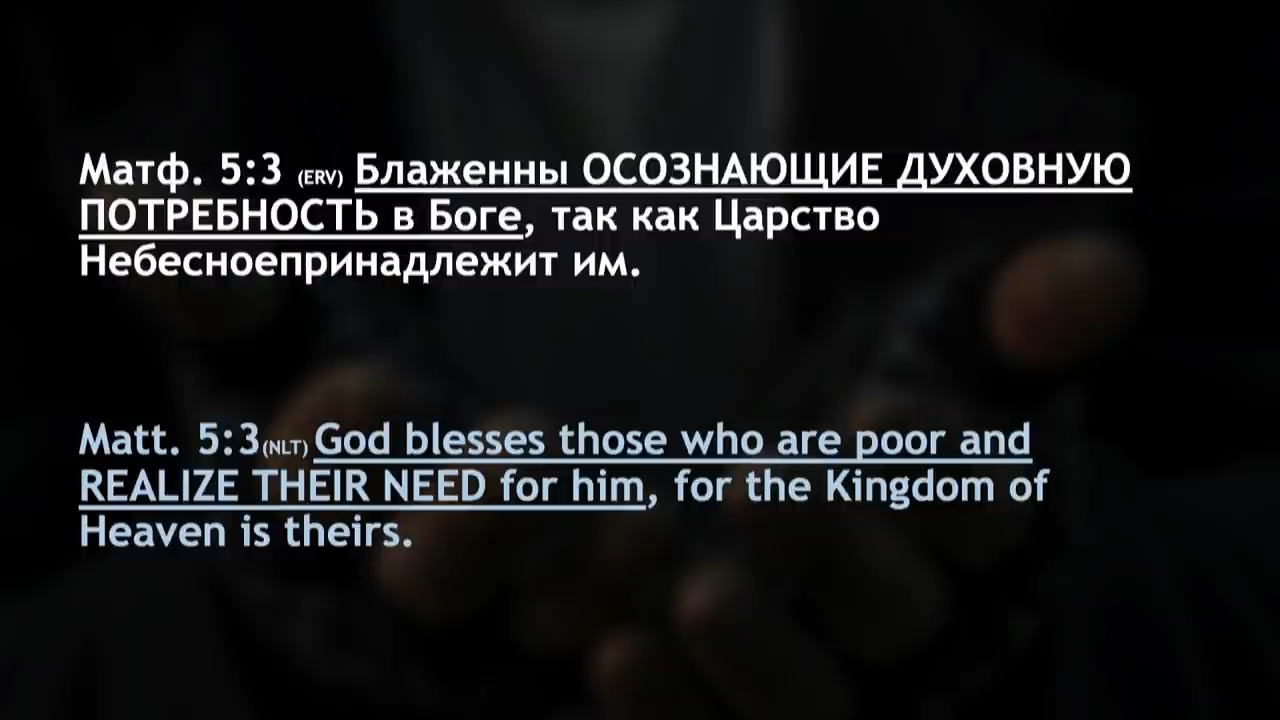 Матф. 5:3 (ERV) Блаженны ОСОЗНАЮЩИЕ ДУХОВНУЮ
ПОТРЕБНОСТЬ в Боге, так как Царство
Небесноепринадлежит им.
Matt. 5:3(NLT) God blesses those who are poor and
REALIZE THEIR NEED for him, for the Kingdom of
Heaven is theirs.